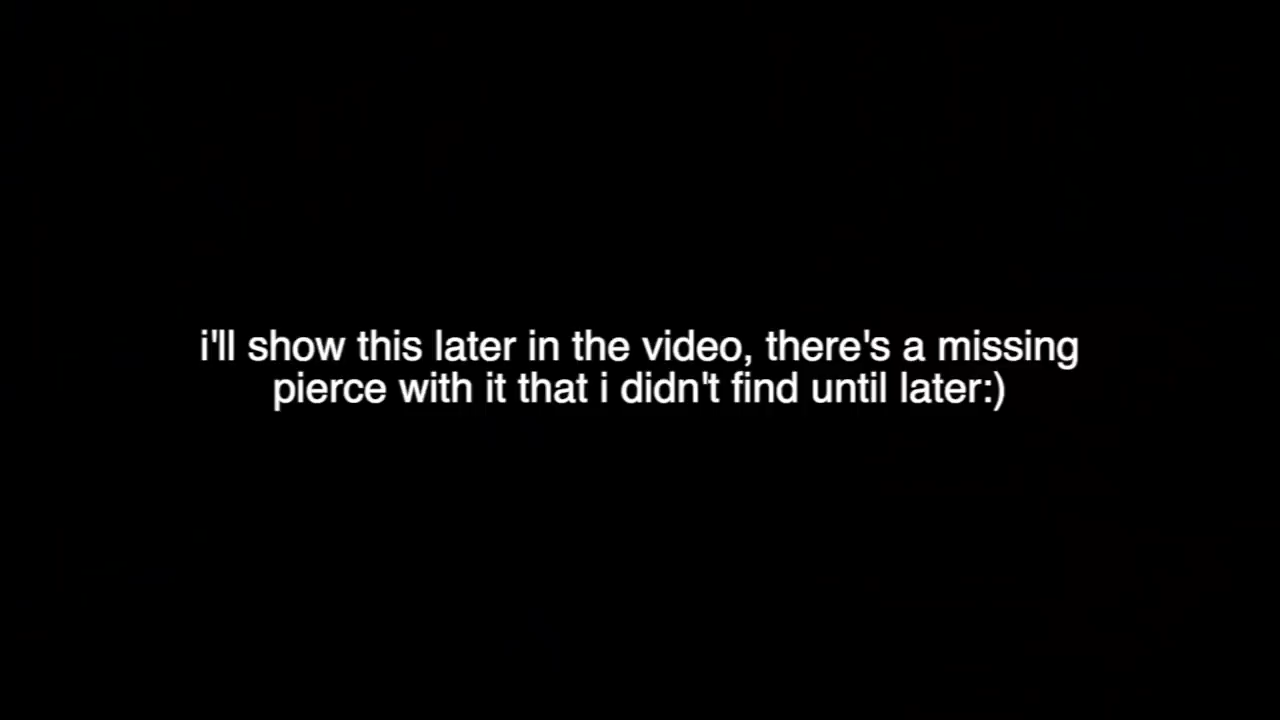 i'll show this later in the video, there's a missing
pierce with it that i didn't find until later:)